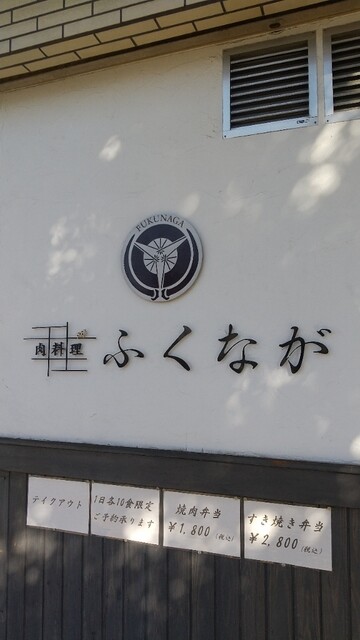 FUKUNAGA
肉料理 ふくなが
テイクアウト
1日各10食限定
ご予約承ります
焼肉弁当
¥1,800 (税込)
すき焼き弁当
¥2,800 (税込)